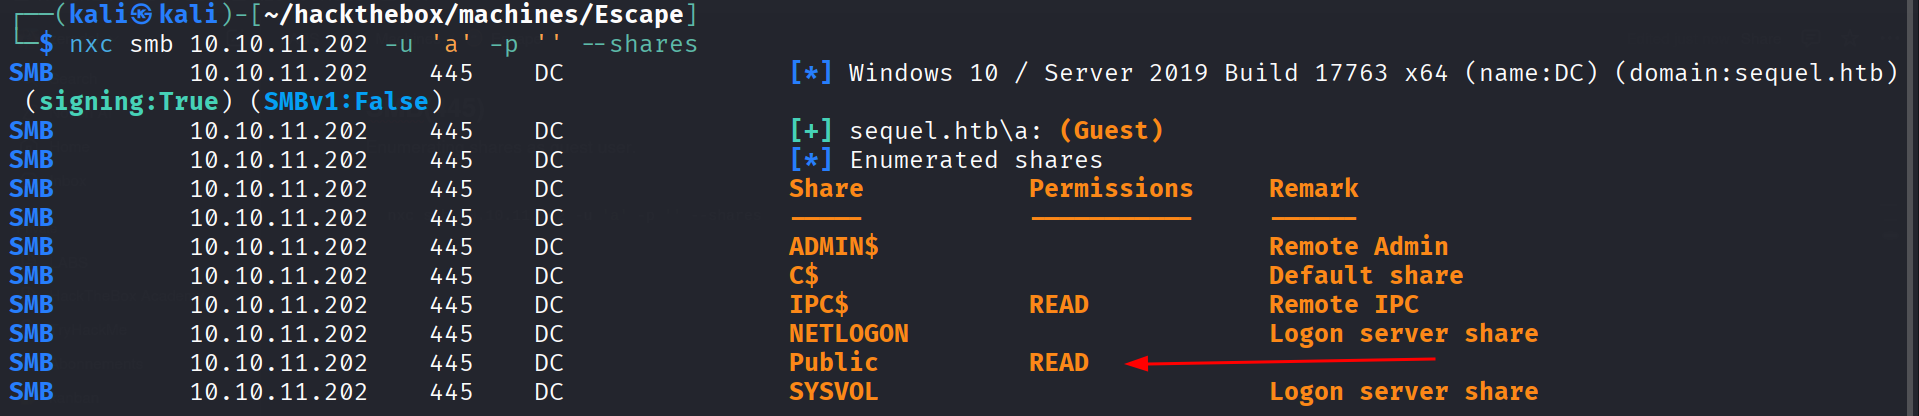 ┌──(kali㉿kali)-[~/hackthebox/machines/Escape]
└─$ nxc smb 10.10.11.202 -u 'a' -p '' --shares
SMB 10.10.11.202 445 DC [*] Windows 10 / Server 2019 Build 17763 x64 (name:DC) (domain:sequel.htb)
(signing:True) (SMBv1:False)
SMB 10.10.11.202 445 DC [+] sequel.htb\a: (Guest)
SMB 10.10.11.202 445 DC [*] Enumerated shares
SMB 10.10.11.202 445 DC Share Permissions Remark
SMB 10.10.11.202 445 DC ----- ----------- ------
SMB 10.10.11.202 445 DC ADMIN$ Remote Admin
SMB 10.10.11.202 445 DC C$ Default share
SMB 10.10.11.202 445 DC IPC$ READ Remote IPC
SMB 10.10.11.202 445 DC NETLOGON Logon server share
SMB 10.10.11.202 445 DC Public READ
SMB 10.10.11.202 445 DC SYSVOL Logon server share